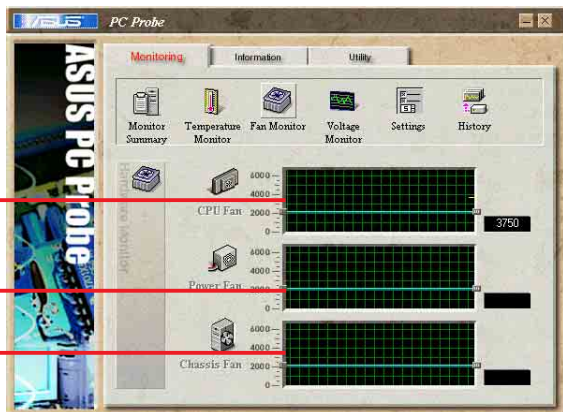 ASUS PC Probe
Monitoring Information Utility
ASUS PC Probe
Monitor Summary
Temperature Monitor
Fan Monitor
Voltage Monitor
Settings
History
Hardware Monitor
CPU Fan
6000
4000
2000
0
3750
Power Fan
6000
4000
2000
0
Chassis Fan
6000
4000
2000
0